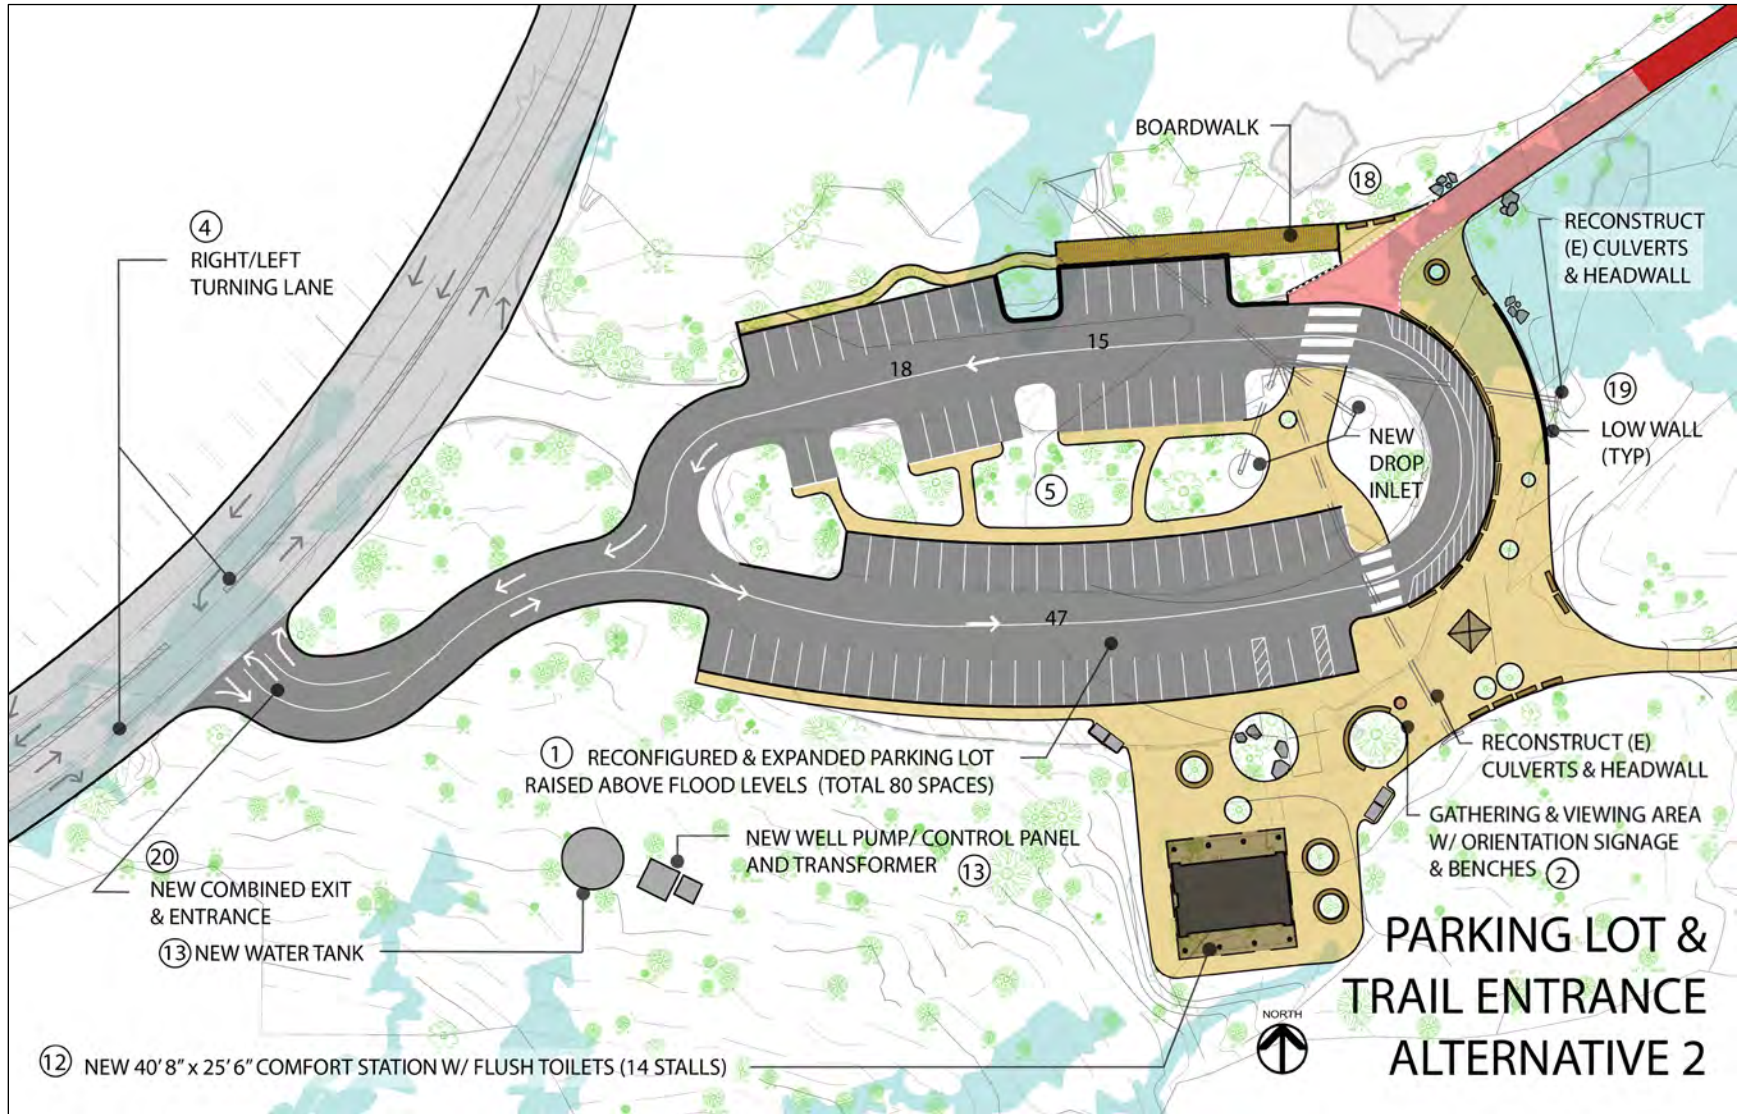 BOARDWALK
18
4
RIGHT/LEFT
TURNING LANE
RECONSTRUCT
(E) CULVERTS
& HEADWALL
15
18
19
LOW WALL
(TYP)
NEW
DROP
INLET
5
47
1 RECONFIGURED & EXPANDED PARKING LOT
RAISED ABOVE FLOOD LEVELS (TOTAL 80 SPACES)
RECONSTRUCT (E)
CULVERTS & HEADWALL
GATHERING & VIEWING AREA
W/ ORIENTATION SIGNAGE
& BENCHES 2
NEW WELL PUMP/ CONTROL PANEL
AND TRANSFORMER 13
20
NEW COMBINED EXIT
& ENTRANCE
13 NEW WATER TANK
PARKING LOT &
TRAIL ENTRANCE
ALTERNATIVE 2
NORTH
12 NEW 40' 8" x 25' 6" COMFORT STATION W/ FLUSH TOILETS (14 STALLS)